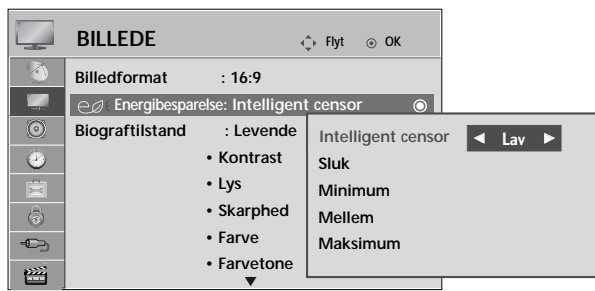 BILLEDE
Flyt
OK
Billedformat : 16:9
Energibesparelse: Intelligent censor
Biograftilstand : Levende
• Kontrast
• Lys
• Skarphed
• Farve
• Farvetone
Intelligent censor ◄ Lav ►
Sluk
Minimum
Mellem
Maksimum